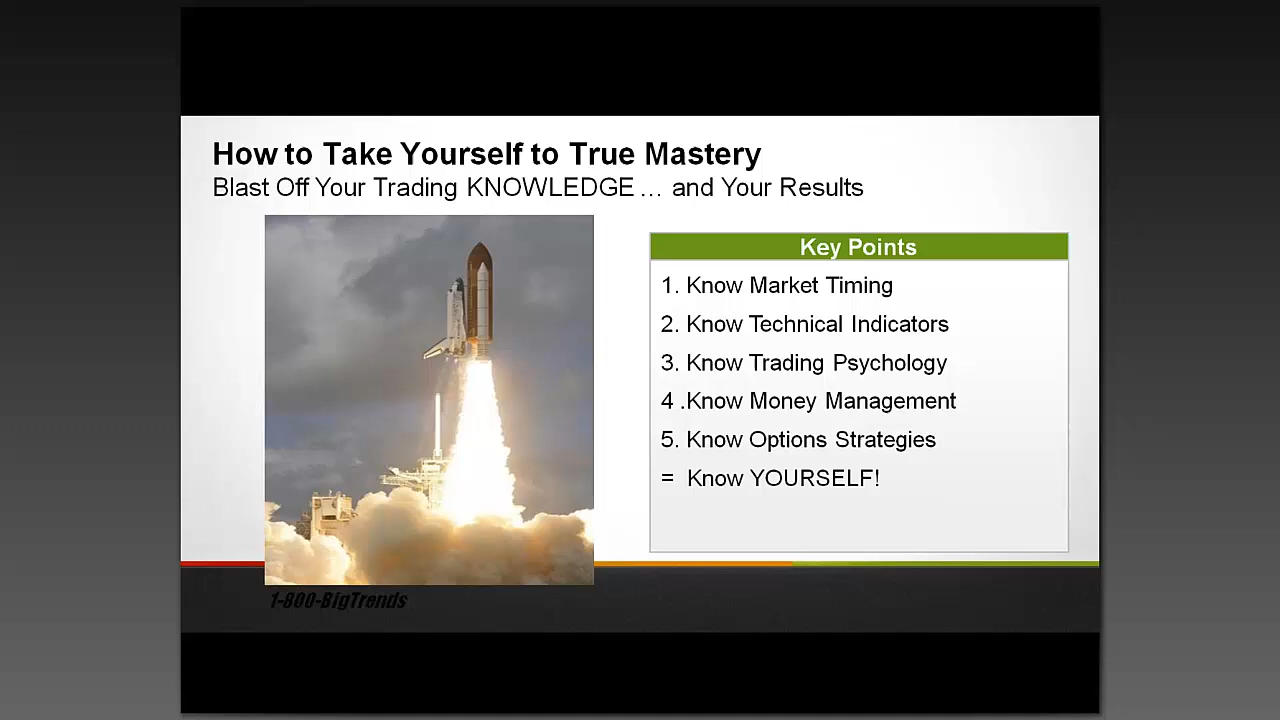 How to Take Yourself to True Mastery
Blast Off Your Trading KNOWLEDGE ... and Your Results
Key Points
1. Know Market Timing
2. Know Technical Indicators
3. Know Trading Psychology
4 .Know Money Management
5. Know Options Strategies
= Know YOURSELF!
1-800-BigTrends